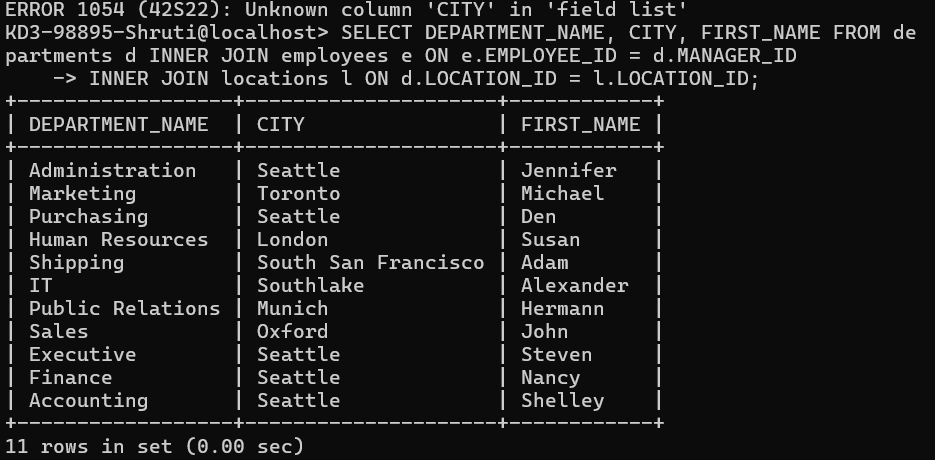 ERROR 1054 (42S22): Unknown column 'CITY' in 'field list'
KD3-98895-Shruti@localhost> SELECT DEPARTMENT_NAME, CITY, FIRST_NAME FROM de
partments d INNER JOIN employees e ON e.EMPLOYEE_ID = d.MANAGER_ID
    -> INNER JOIN locations l ON d.LOCATION_ID = l.LOCATION_ID;
+------------------+---------------------+------------+
| DEPARTMENT_NAME  | CITY                | FIRST_NAME |
+------------------+---------------------+------------+
| Administration   | Seattle             | Jennifer   |
| Marketing        | Toronto             | Michael    |
| Purchasing       | Seattle             | Den        |
| Human Resources  | London              | Susan      |
| Shipping         | South San Francisco | Adam       |
| IT               | Southlake           | Alexander  |
| Public Relations | Munich              | Hermann    |
| Sales            | Oxford              | John       |
| Executive        | Seattle             | Steven     |
| Finance          | Seattle             | Nancy      |
| Accounting       | Seattle             | Shelley    |
+------------------+---------------------+------------+
11 rows in set (0.00 sec)